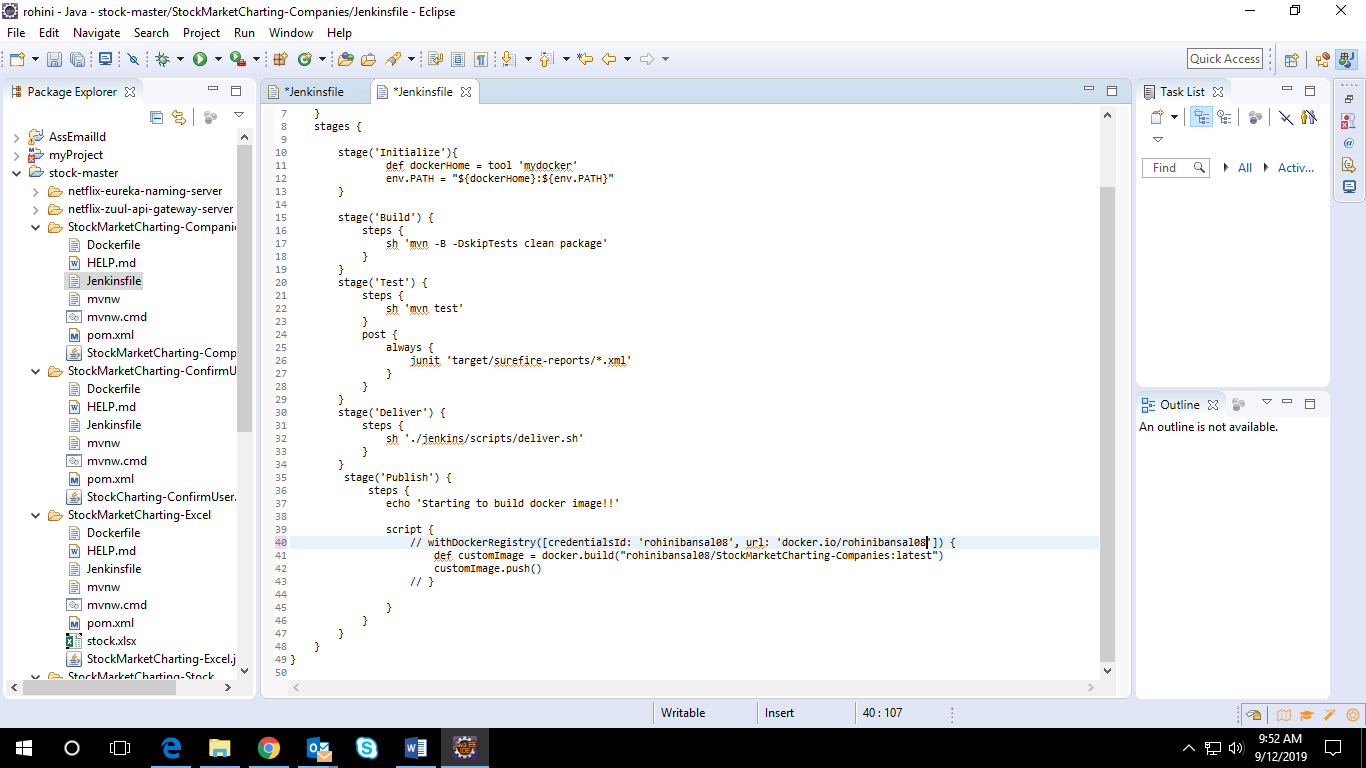 rohini - Java - stock-master/StockMarketCharting-Companies/Jenkinsfile - Eclipse
File Edit Navigate Search Project Run Window Help
Quick Access
Package Explorer
AssEmailId
myProject
stock-master
netflix-eureka-naming-server
netflix-zuul-api-gateway-server
StockMarketCharting-Compani
Dockerfile
HELP.md
Jenkinsfile
mvnw
mvnw.cmd
pom.xml
StockMarketCharting-Comp
StockMarketCharting-ConfirmU
Dockerfile
HELP.md
Jenkinsfile
mvnw
mvnw.cmd
pom.xml
StockCharting-ConfirmUser.
StockMarketCharting-Excel
Dockerfile
HELP.md
Jenkinsfile
mvnw
mvnw.cmd
pom.xml
stock.xlsx
StockMarketCharting-Excel.j
StockMarketCharting-Stock
*Jenkinsfile *Jenkinsfile
7 }
8 stages {
9
10 stage('Initialize'){
11 def dockerHome = tool 'mydocker'
12 env.PATH = "${dockerHome}:${env.PATH}"
13 }
14
15 stage('Build') {
16 steps {
17 sh 'mvn -B -DskipTests clean package'
18 }
19 }
20 stage('Test') {
21 steps {
22 sh 'mvn test'
23 }
24 post {
25 always {
26 junit 'target/surefire-reports/*.xml'
27 }
28 }
29 }
30 stage('Deliver') {
31 steps {
32 sh './jenkins/scripts/deliver.sh'
33 }
34 }
35 stage('Publish') {
36 steps {
37 echo 'Starting to build docker image!!'
38
39 script {
40 // withDockerRegistry([credentialsId: 'rohinibansal08', url: 'docker.io/rohinibansal08']) {
41 def customImage = docker.build("rohinibansal08/StockMarketCharting-Companies:latest")
42 customImage.push()
43 // }
44
45 }
46 }
47 }
48 }
49 }
50
Task List
Find All Activ...
Outline
An outline is not available.
Writable Insert 40 : 107
9:52 AM
9/12/2019